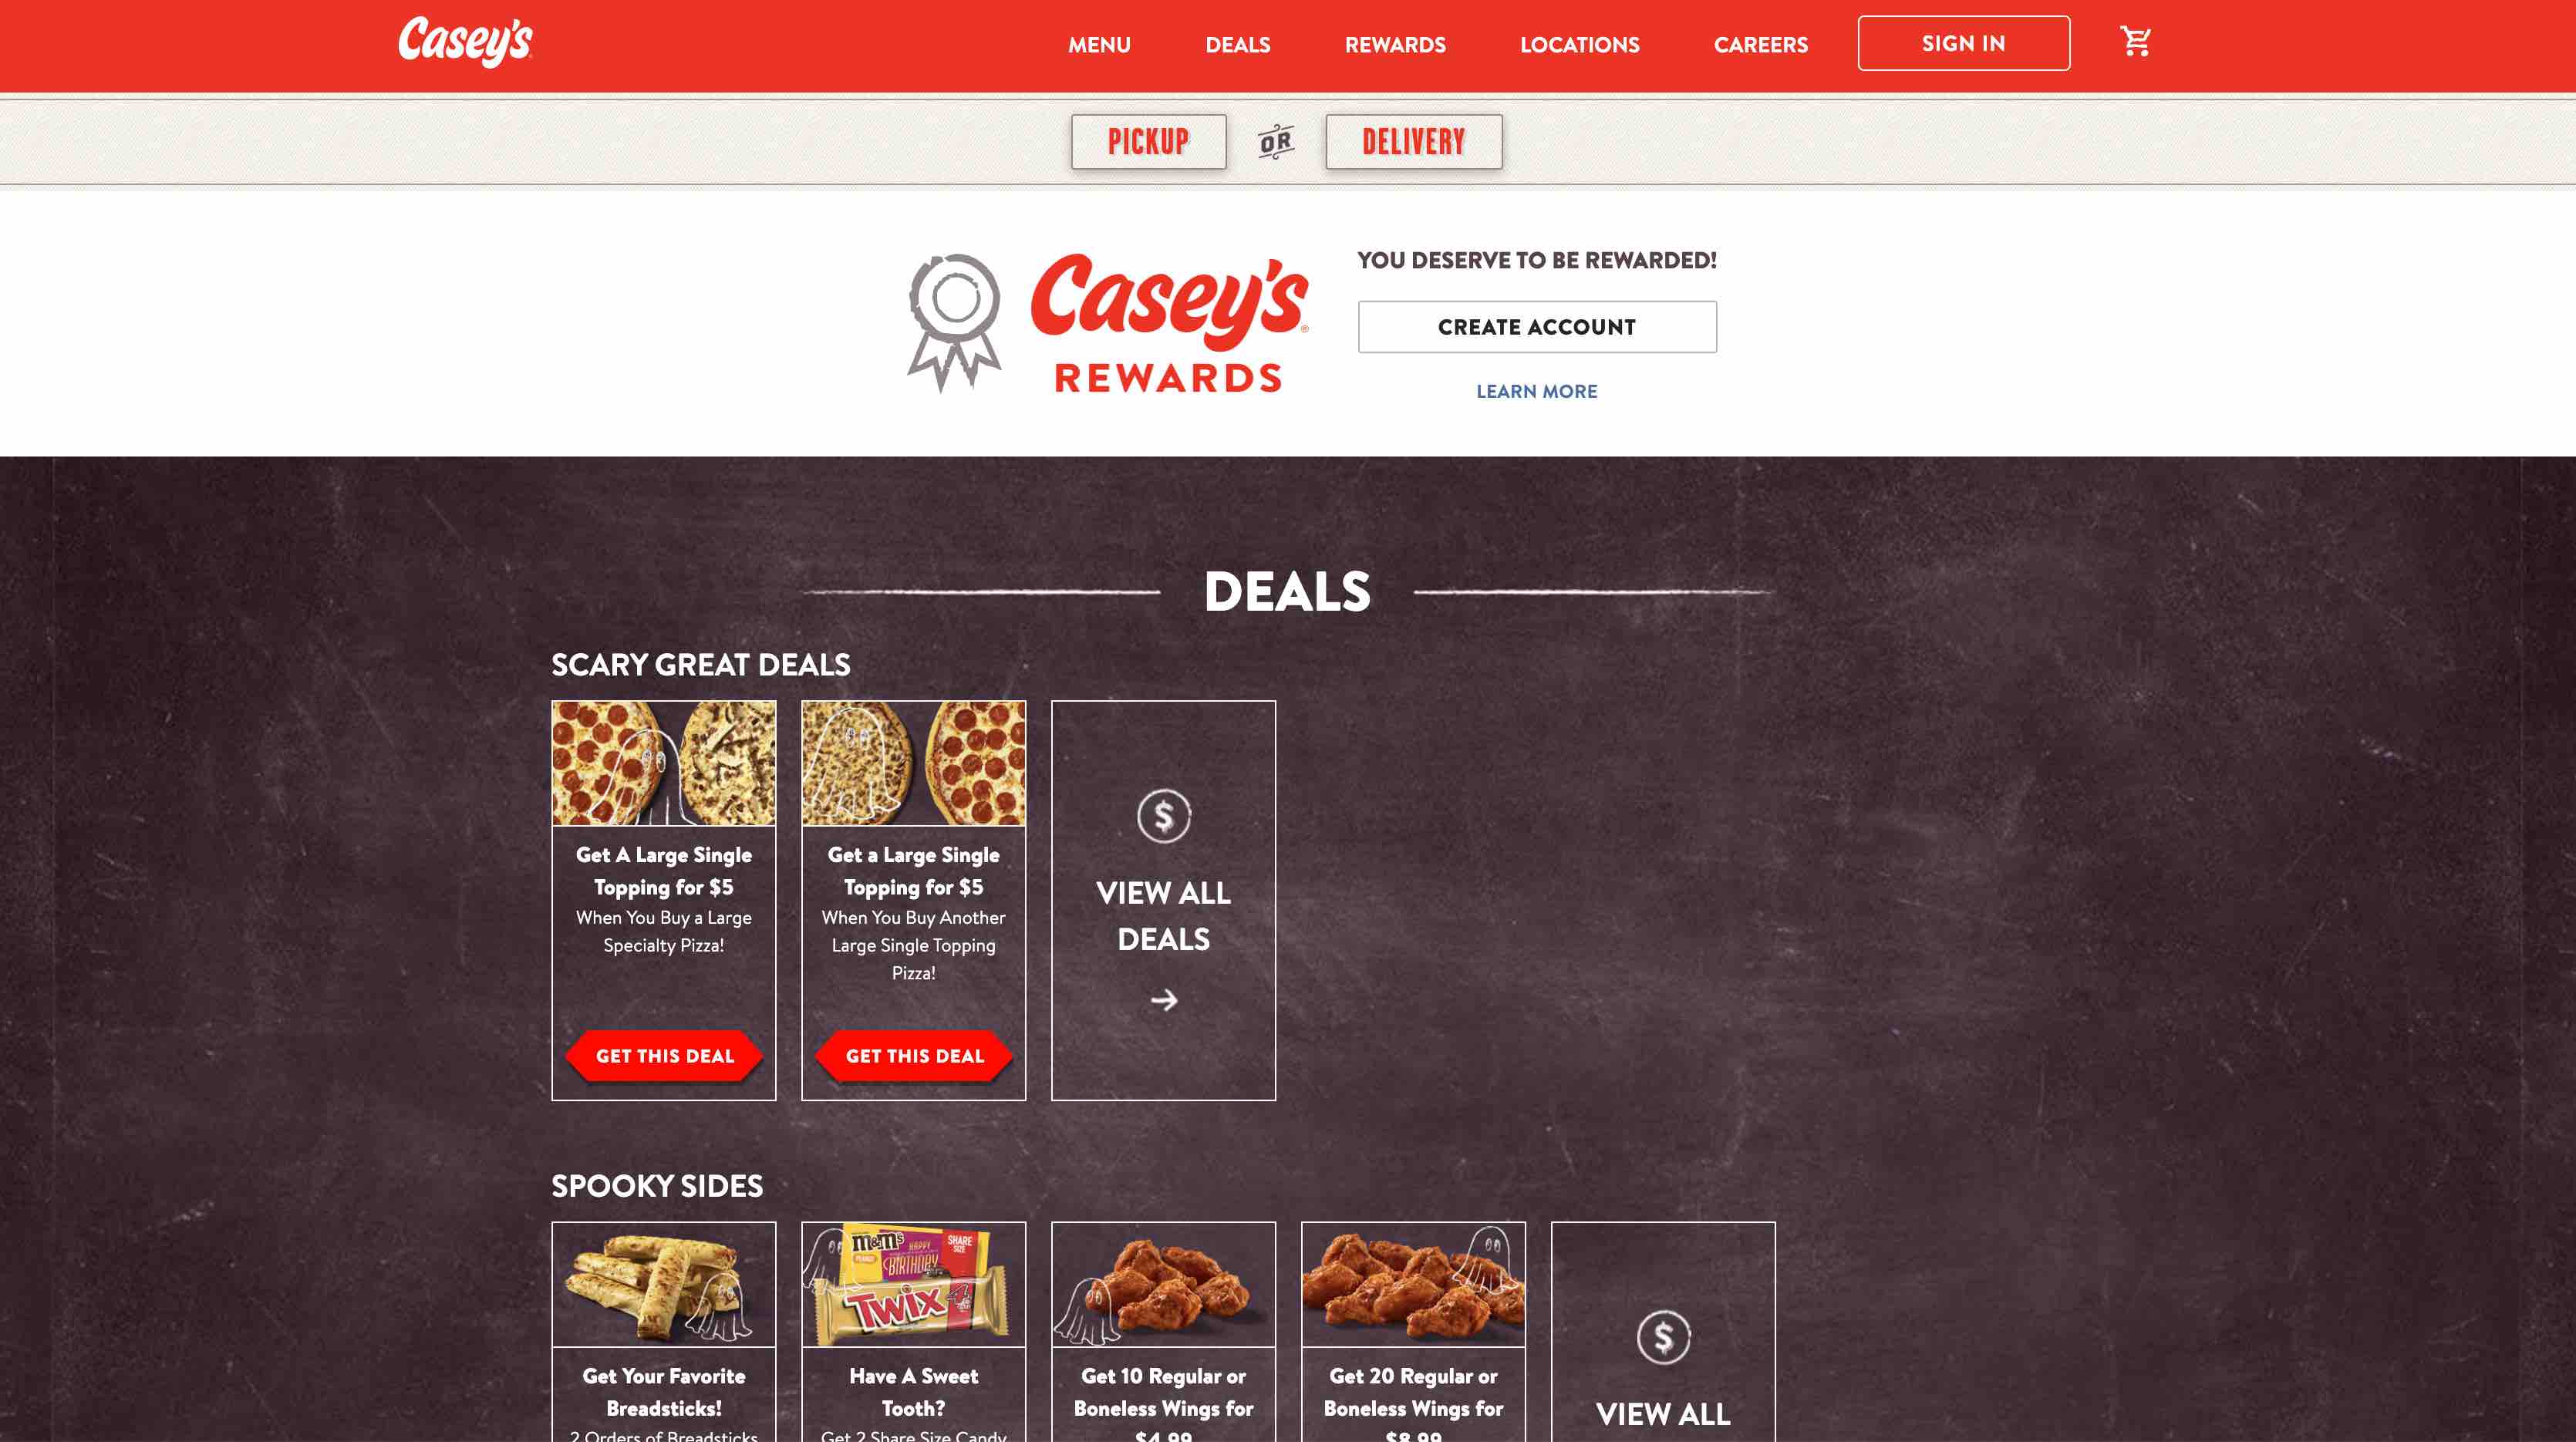 Casey's
MENU
DEALS
REWARDS
LOCATIONS
CAREERS
SIGN IN
PICKUP
OR
DELIVERY
Casey's®
REWARDS
YOU DESERVE TO BE REWARDED!
CREATE ACCOUNT
LEARN MORE
DEALS
SCARY GREAT DEALS
Get A Large Single
Topping for $5
When You Buy a Large
Specialty Pizza!
GET THIS DEAL
Get a Large Single
Topping for $5
When You Buy Another
Large Single Topping
Pizza!
GET THIS DEAL
$
VIEW ALL
DEALS
SPOOKY SIDES
Get Your Favorite
Breadsticks!
2 Orders of Breadsticks
m&m's
PEANUT
HAPPY
BIRTHDAY
SHARE
SIZE
TWIX
4
Have A Sweet
Tooth?
Get 2 Share Size Candy
Get 10 Regular or
Boneless Wings for
$4.99
Get 20 Regular or
Boneless Wings for
$8.99
$
VIEW ALL